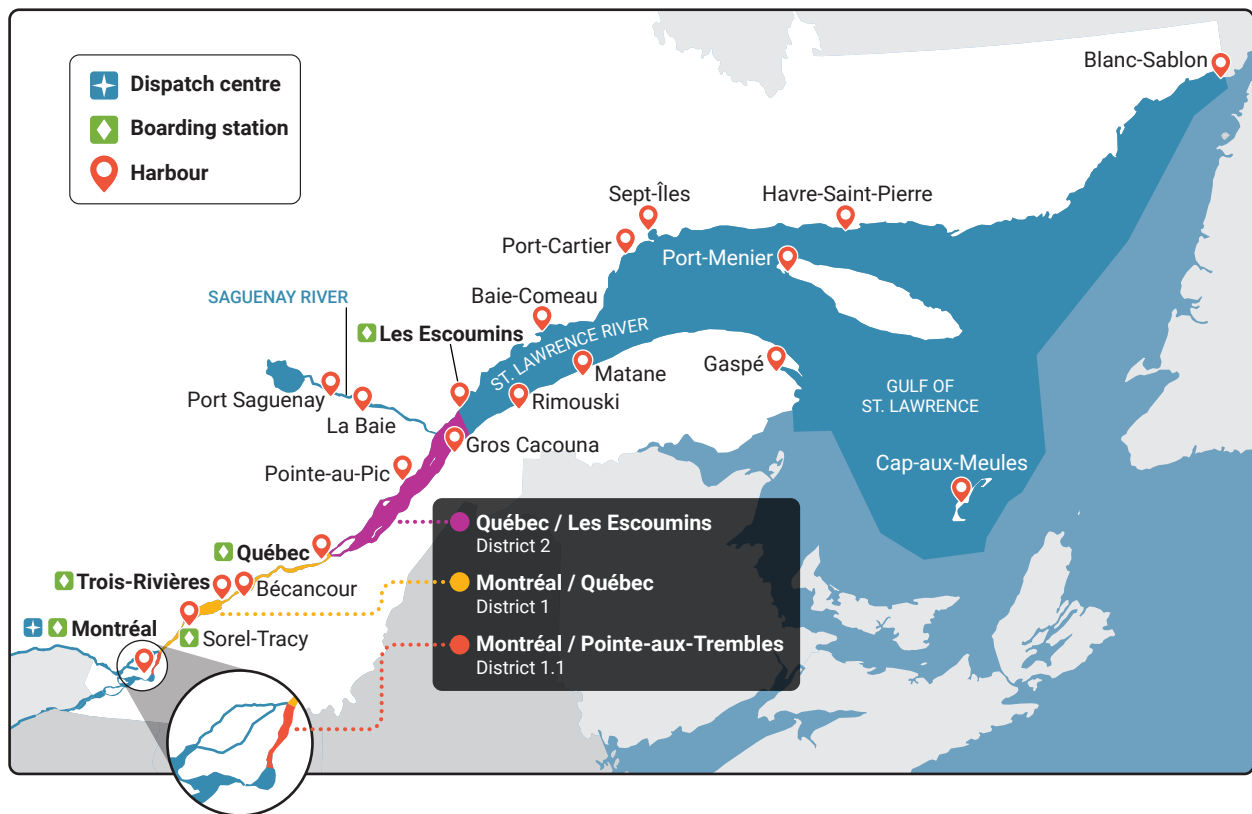 Dispatch centre
Boarding station
Harbour
Blanc-Sablon
Sept-Îles
Havre-Saint-Pierre
Port-Cartier
Port-Menier
SAGUENAY RIVER
Baie-Comeau
Les Escoumins
ST. LAWRENCE RIVER
Matane
Gaspé
Port Saguenay
La Baie
Rimouski
GULF OF
ST. LAWRENCE
Gros Cacouna
Pointe-au-Pic
Cap-aux-Meules
Québec
Trois-Rivières
Bécancour
Montréal
Sorel-Tracy
Québec / Les Escoumins
District 2
Montréal / Québec
District 1
Montréal / Pointe-aux-Trembles
District 1.1